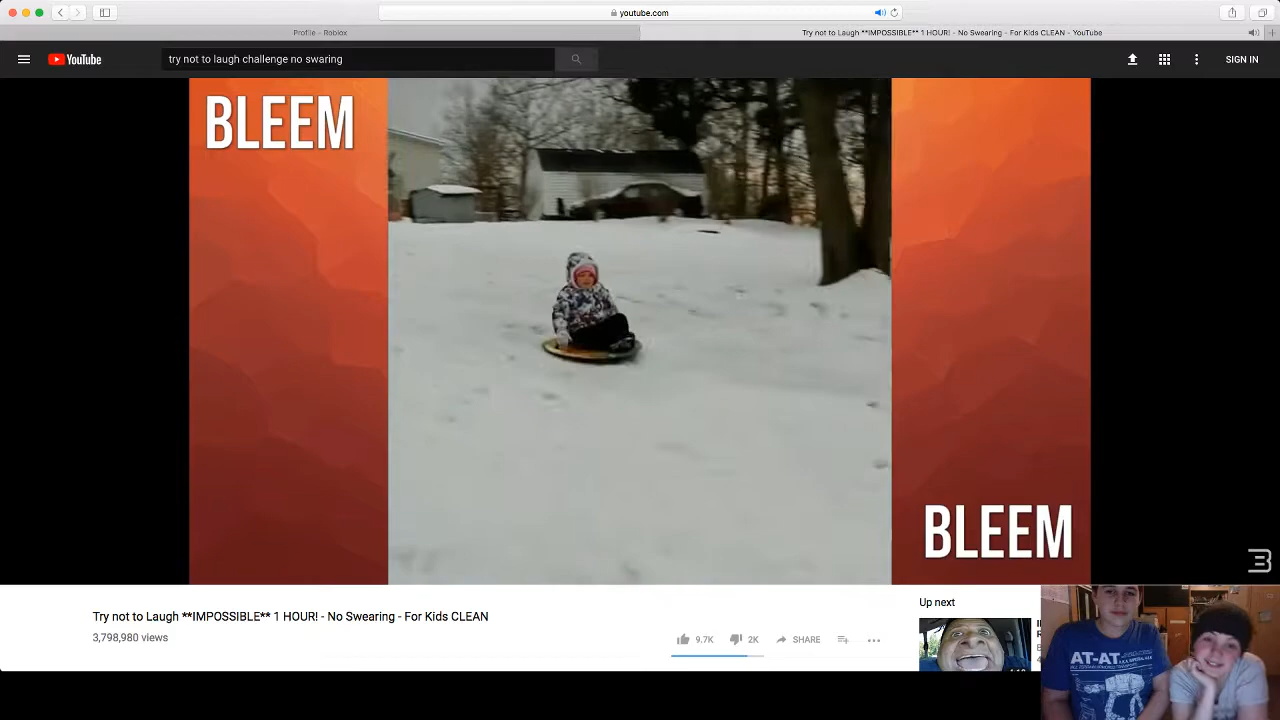 youtube.com
Profile – Roblox
Try not to Laugh **IMPOSSIBLE** 1 HOUR! - No Swearing - For Kids CLEAN - YouTube
YouTube
try not to laugh challenge no swaring
SIGN IN
BLEEM
BLEEM
Try not to Laugh **IMPOSSIBLE** 1 HOUR! - No Swearing - For Kids CLEAN
3,798,980 views
9.7K
2K
SHARE
Up next
AT-AT